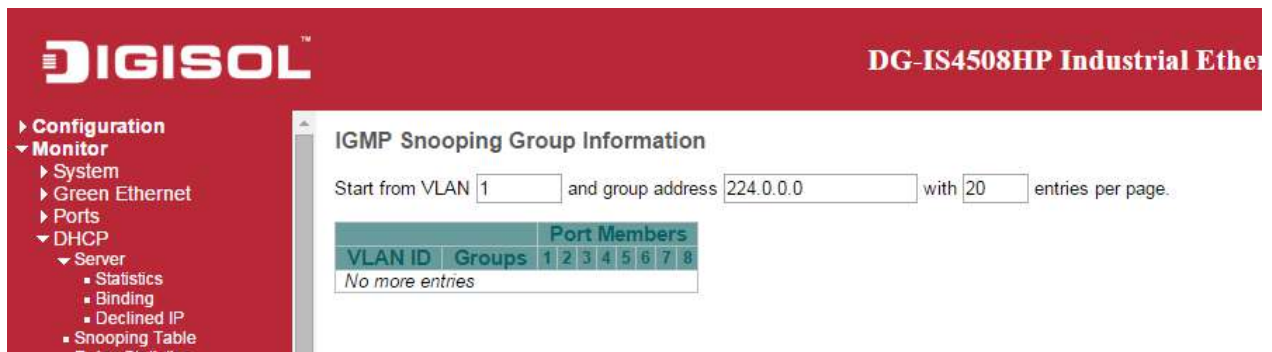 DIGISOL™
DG-IS4508HP Industrial Ether
Configuration
Monitor
System
Green Ethernet
Ports
DHCP
Server
Statistics
Binding
Declined IP
Snooping Table
IGMP Snooping Group Information
Start from VLAN 1 and group address 224.0.0.0 with 20 entries per page.
Port Members
VLAN ID Groups 1 2 3 4 5 6 7 8
No more entries